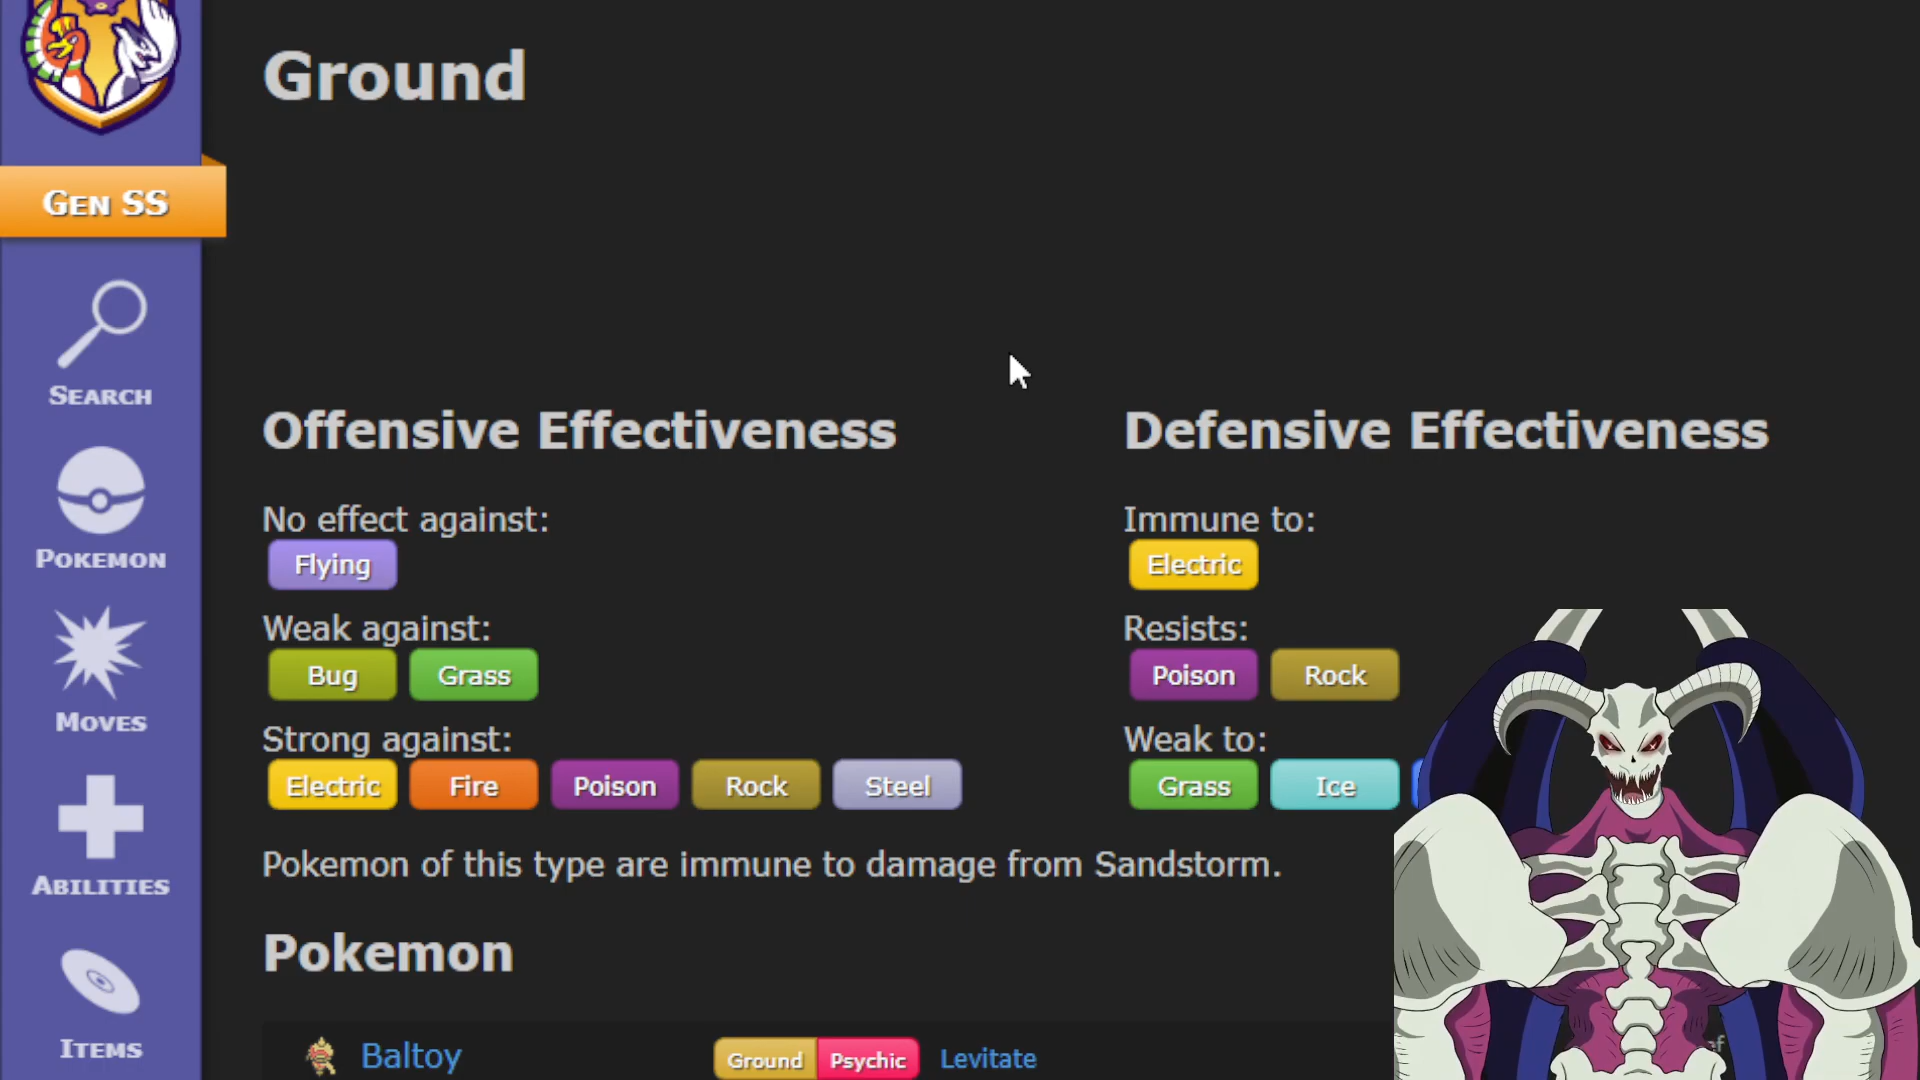 Ground
GEN SS
SEARCH
POKEMON
MOVES
ABILITIES
ITEMS
Offensive Effectiveness
No effect against:
Flying
Weak against:
Bug Grass
Strong against:
Electric Fire Poison Rock Steel
Defensive Effectiveness
Immune to:
Electric
Resists:
Poison Rock
Weak to:
Grass Ice
Pokemon of this type are immune to damage from Sandstorm.
Pokemon
Baltoy Ground Psychic Levitate